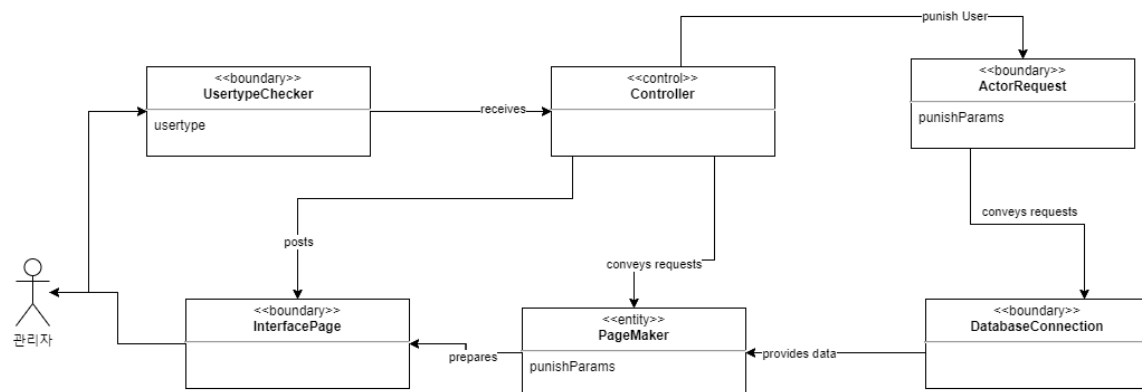 punish User
<<boundary>>
UsertypeChecker
usertype
receives
<<control>>
Controller
<<boundary>>
ActorRequest
punishParams
posts
conveys requests
conveys requests
관리자
<<boundary>>
InterfacePage
prepares
<<entity>>
PageMaker
punishParams
provides data
<<boundary>>
DatabaseConnection